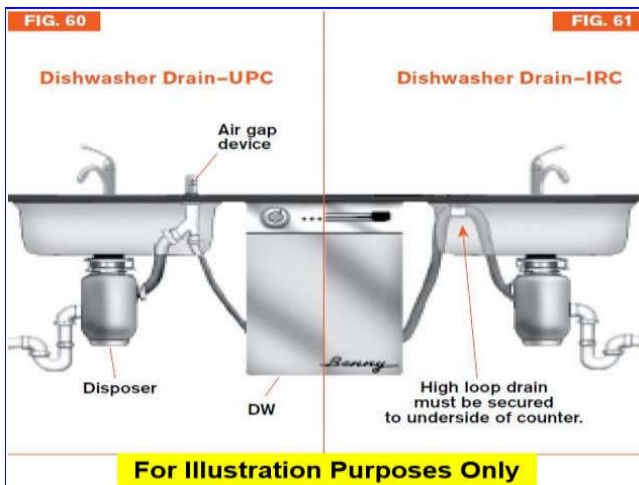 FIG. 60
FIG. 61
Dishwasher Drain–UPC
Dishwasher Drain–IRC
Air gap
device
Benny
Disposer
DW
High loop drain
must be secured
to underside of counter.
For Illustration Purposes Only